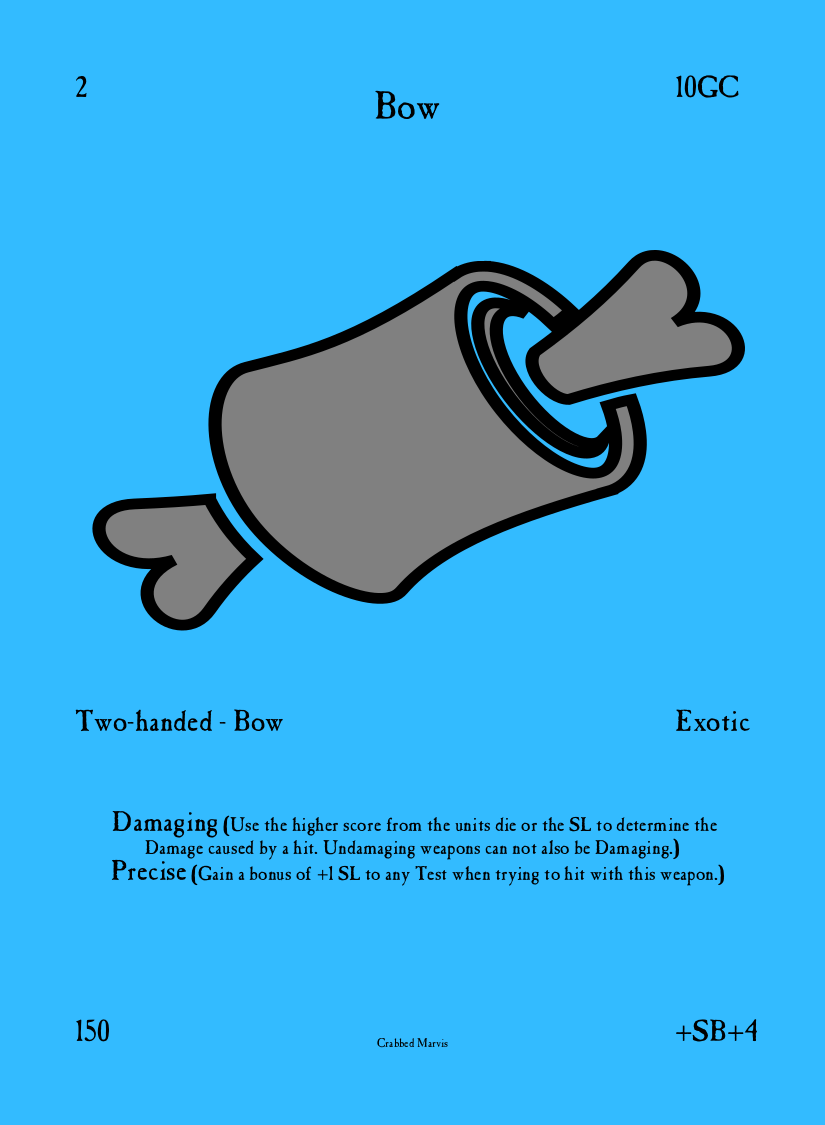 2
Bow
10GC
Two-handed - Bow
Exotic
Damaging (Use the higher score from the units die or the SL to determine the
Damage caused by a hit. Undamaging weapons can not also be Damaging.)
Precise (Gain a bonus of +1 SL to any Test when trying to hit with this weapon.)
150
Crabbed Marvis
+SB+4